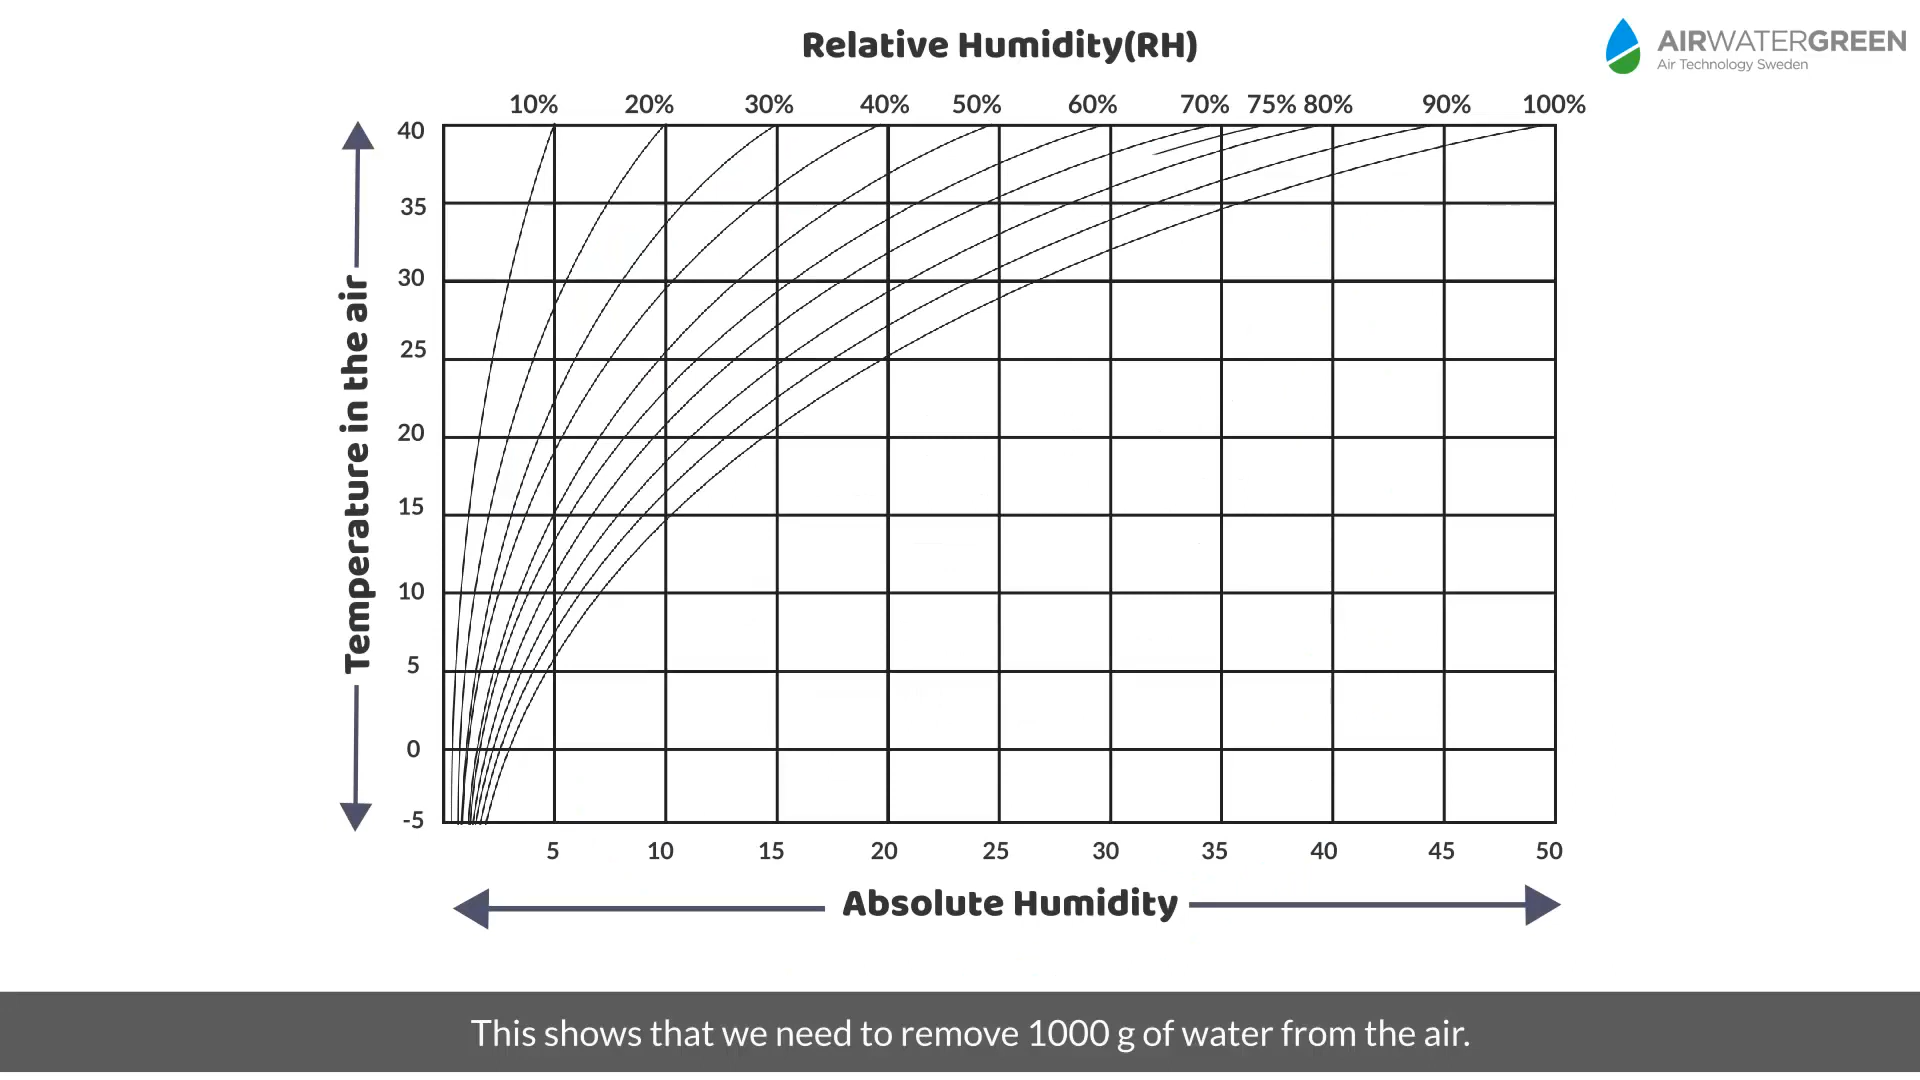 Relative Humidity(RH)
AIRWATERGREEN
Air Technology Sweden
10% 20% 30% 40% 50% 60% 70% 75% 80% 90% 100%
40
35
30
25
20
15
10
5
0
-5
Temperature in the air
5 10 15 20 25 30 35 40 45 50
Absolute Humidity
This shows that we need to remove 1000 g of water from the air.